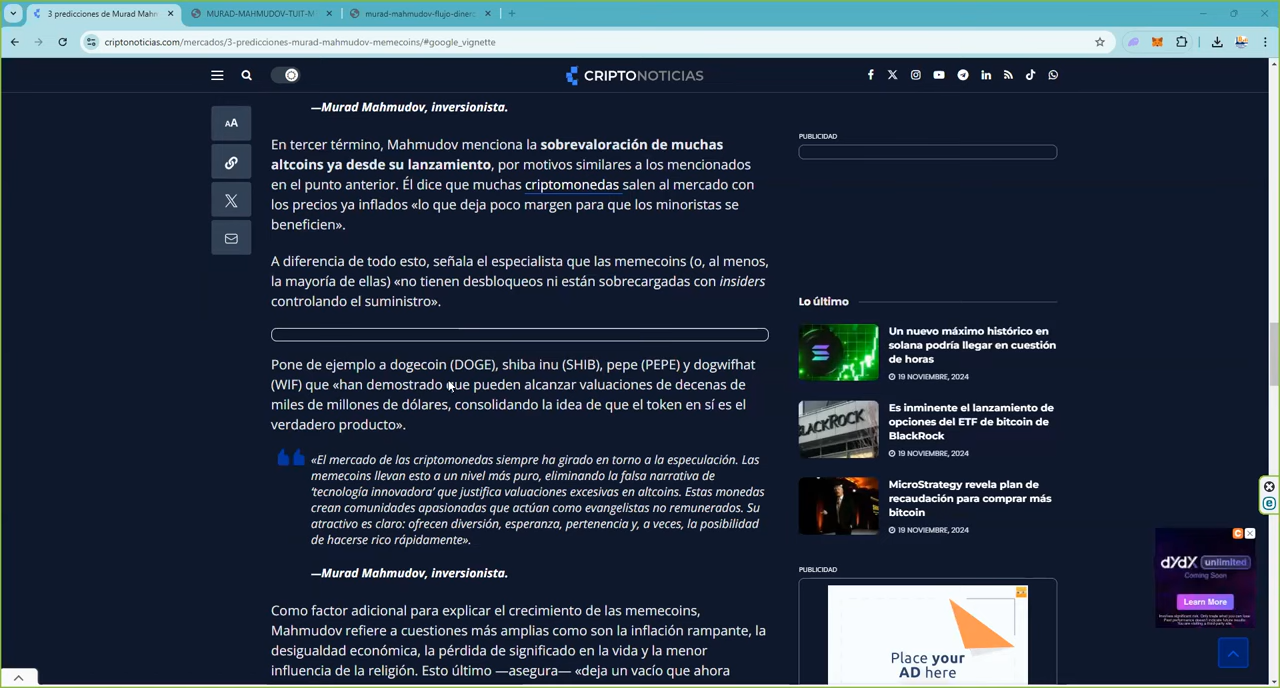 3 predicciones de Murad Mahm
MURAD-MAHMUDOV-TUIT-M
murad-mahmudov-flujo-dinero
criptonoticias.com/mercados/3-predicciones-murad-mahmudov-memecoins/#google_vignette
CRIPTONOTICIAS
AA
—Murad Mahmudov, inversionista.
En tercer término, Mahmudov menciona la sobrevaloración de muchas
altcoins ya desde su lanzamiento, por motivos similares a los mencionados
en el punto anterior. Él dice que muchas criptomonedas salen al mercado con
los precios ya inflados «lo que deja poco margen para que los minoristas se
beneficien».
A diferencia de todo esto, señala el especialista que las memecoins (o, al menos,
la mayoría de ellas) «no tienen desbloqueos ni están sobrecargadas con insiders
controlando el suministro».
Pone de ejemplo a dogecoin (DOGE), shiba inu (SHIB), pepe (PEPE) y dogwifhat
(WIF) que «han demostrado que pueden alcanzar valuaciones de decenas de
miles de millones de dólares, consolidando la idea de que el token en sí es el
verdadero producto».
«El mercado de las criptomonedas siempre ha girado en torno a la especulación. Las
memecoins llevan esto a un nivel más puro, eliminando la falsa narrativa de
'tecnología innovadora' que justifica valuaciones excesivas en altcoins. Estas monedas
crean comunidades apasionadas que actúan como evangelistas no remunerados. Su
atractivo es claro: ofrecen diversión, esperanza, pertenencia y, a veces, la posibilidad
de hacerse rico rápidamente».
—Murad Mahmudov, inversionista.
Como factor adicional para explicar el crecimiento de las memecoins,
Mahmudov refiere a cuestiones más amplias como son la inflación rampante, la
desigualdad económica, la pérdida de significado en la vida y la menor
influencia de la religión. Esto último —asegura— «deja un vacío que ahora
PUBLICIDAD
Lo último
Un nuevo máximo histórico en
solana podría llegar en cuestión
de horas
19 NOVIEMBRE, 2024
BLACKROCK
Es inminente el lanzamiento de
opciones del ETF de bitcoin de
BlackRock
19 NOVIEMBRE, 2024
MicroStrategy revela plan de
recaudación para comprar más
bitcoin
19 NOVIEMBRE, 2024
PUBLICIDAD
Place your
AD here
dYdX unlimited
Coming Soon
Learn More